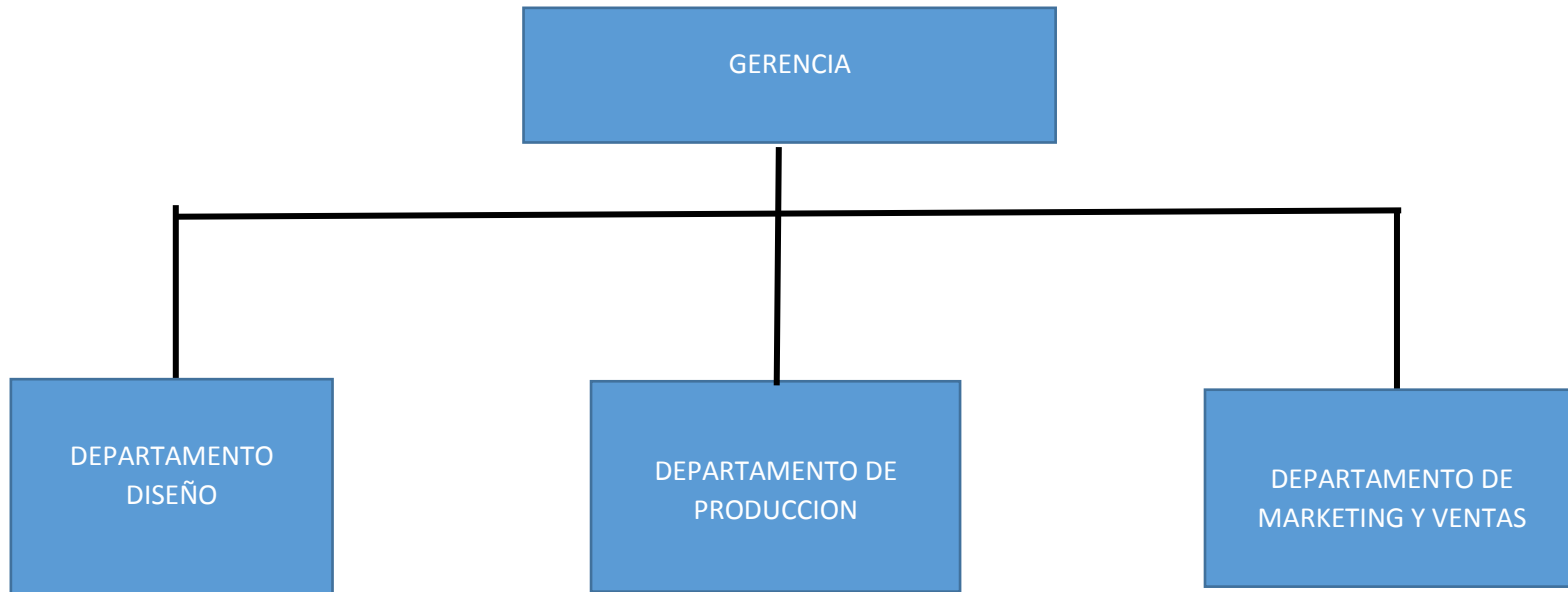 GERENCIA
DEPARTAMENTO
DISEÑO
DEPARTAMENTO DE
PRODUCCION
DEPARTAMENTO DE
MARKETING Y VENTAS